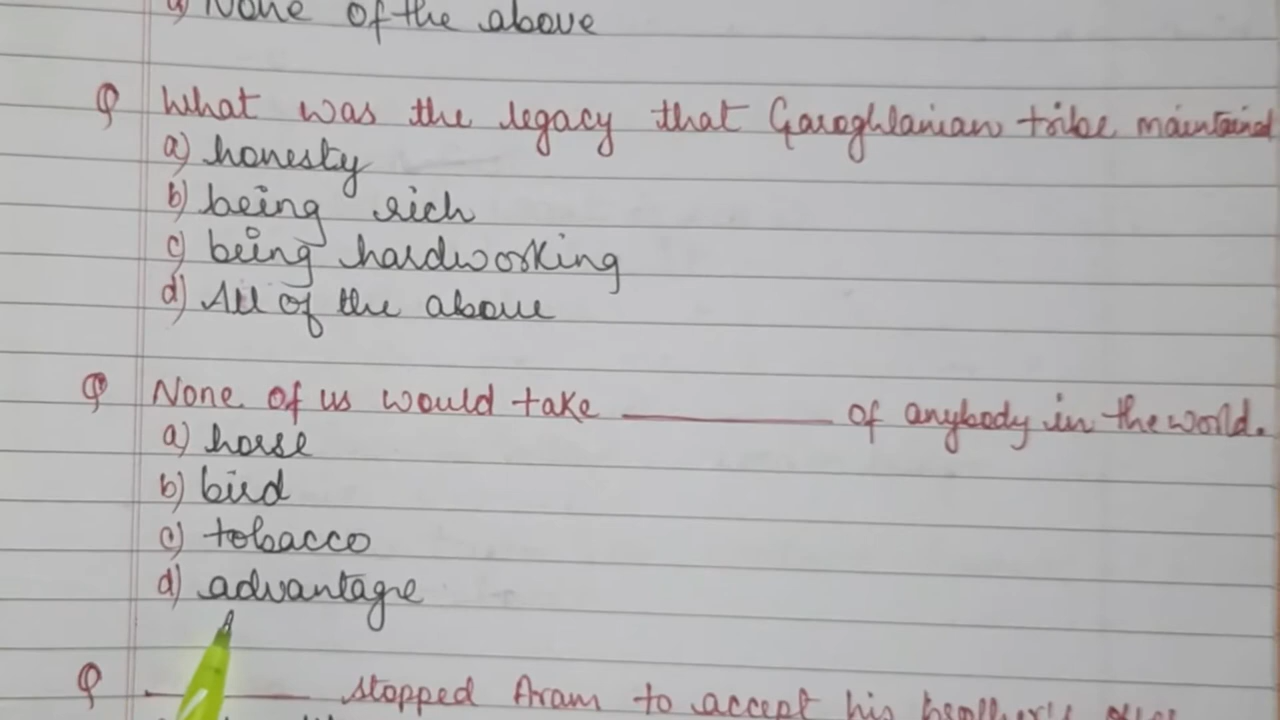 d) None of the above
Q What was the legacy that Garoghlanian tribe maintained
a) honesty
b) being rich
c) being hardworking
d) All of the above
Q None of us would take ________ of anybody in the world.
a) horse
b) bird
c) tobacco
d) advantage
Q ________ stopped Aram to accept his